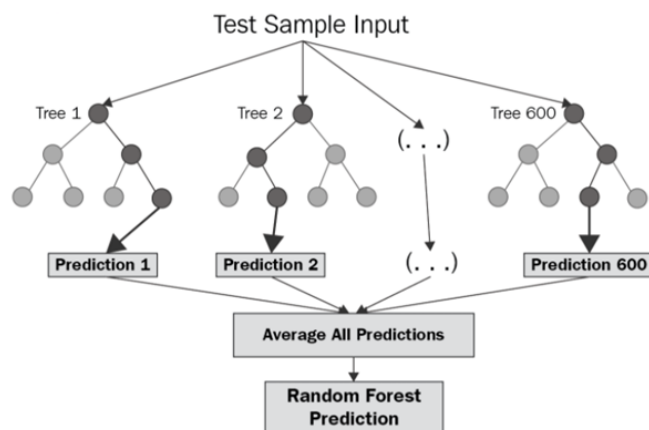 Test Sample Input
Tree 1
Tree 2
(. . .)
Tree 600
Prediction 1
Prediction 2
(. . .)
Prediction 600
Average All Predictions
Random Forest
Prediction